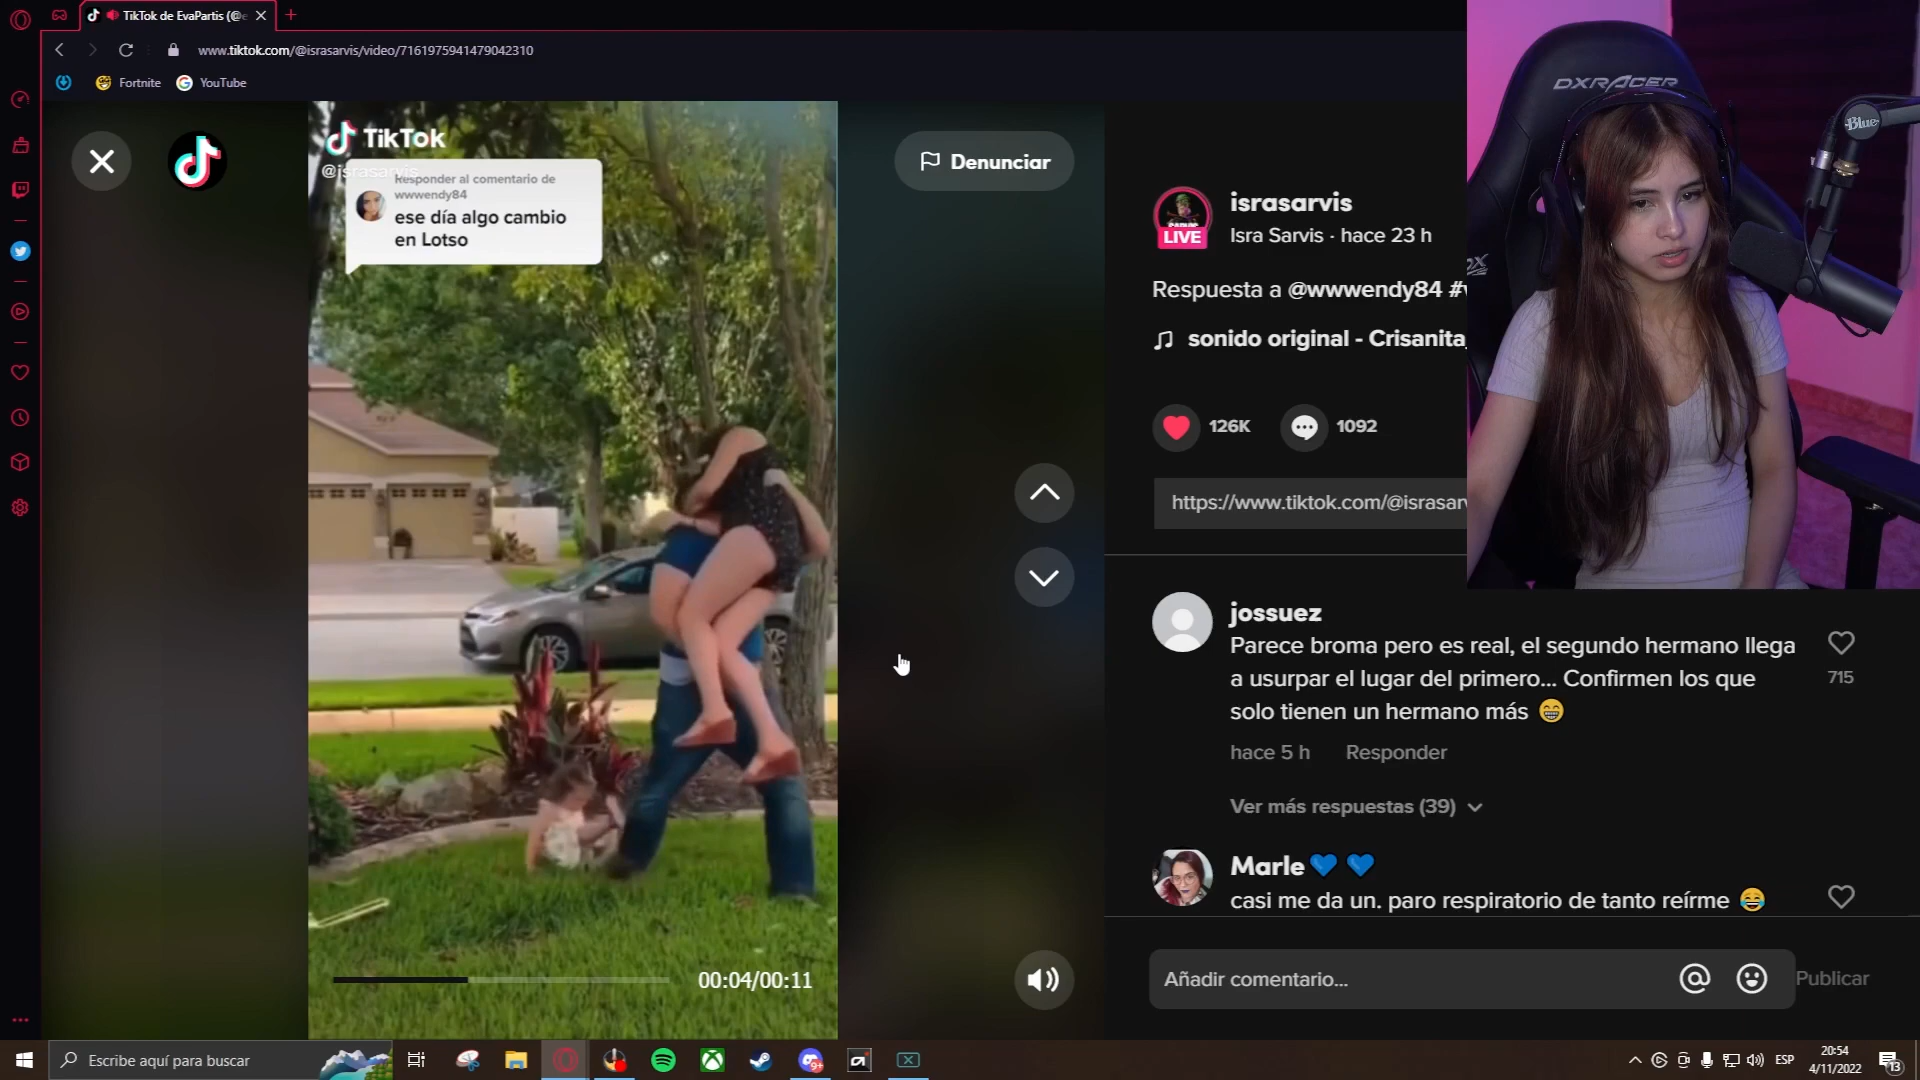 TikTok de EvaPartis (@e
www.tiktok.com/@israsarvis/video/7161975941479042310
Fortnite
YouTube
TikTok
@israsarvis
Responder al comentario de
wwwendy84
ese día algo cambio
en Lotso
Denunciar
00:04/00:11
israsarvis
LIVE
Isra Sarvis · hace 23 h
Respuesta a @wwwendy84 #
sonido original - Crisanita
126K
1092
https://www.tiktok.com/@israsar
jossuez
Parece broma pero es real, el segundo hermano llega
a usurpar el lugar del primero... Confirmen los que
solo tienen un hermano más 😁
715
hace 5 h
Responder
Ver más respuestas (39)
Marle💙 💙
casi me da un. paro respiratorio de tanto reírme 😂
Añadir comentario...
Publicar
DXRACER
Blue
Escribe aquí para buscar
9+
ESP
20:54
4/11/2022
13